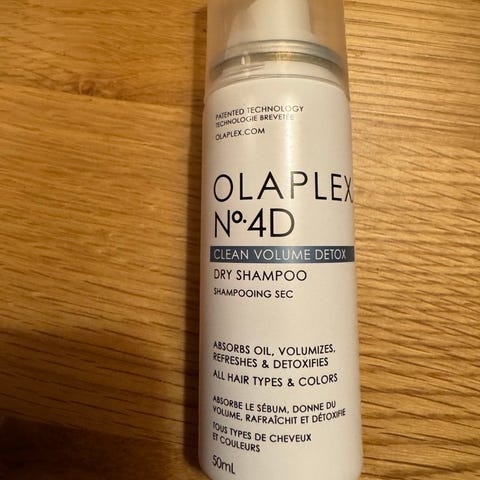 PATENTED TECHNOLOGY
TECHNOLOGIE BREVETÉE
OLAPLEX.COM
OLAPLEX
Nº.4D
CLEAN VOLUME DETOX
DRY SHAMPOO
SHAMPOOING SEC
ABSORBS OIL, VOLUMIZES,
REFRESHES & DETOXIFIES
ALL HAIR TYPES & COLORS
ABSORBE LE SÉBUM, DONNE DU
VOLUME, RAFRAÎCHIT ET DÉTOXIFIE
TOUS TYPES DE CHEVEUX
ET COULEURS
50mL